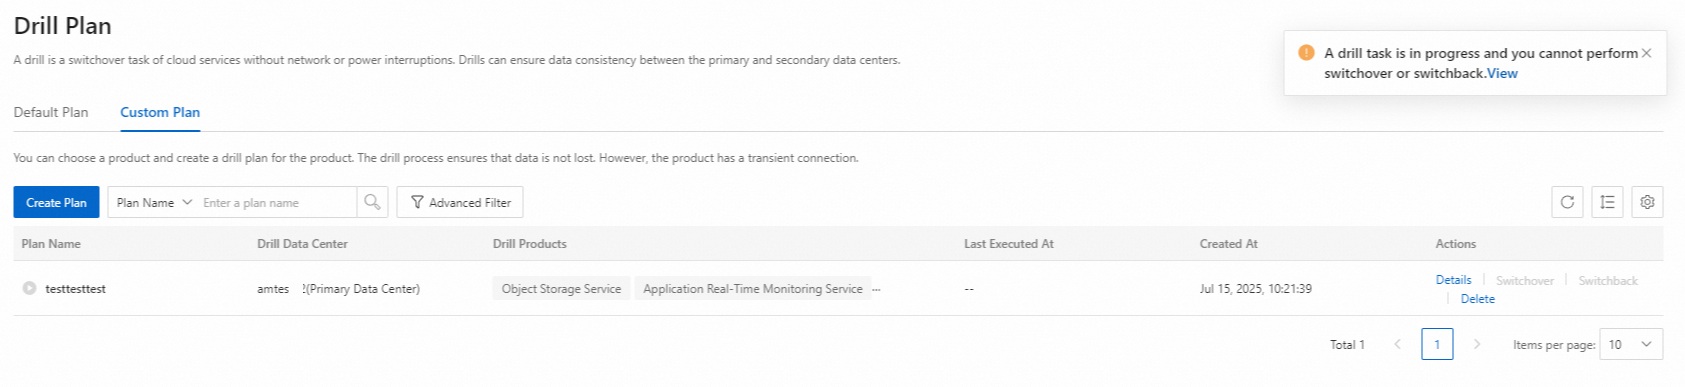 Drill Plan
A drill is a switchover task of cloud services without network or power interruptions. Drills can ensure data consistency between the primary and secondary data centers.
A drill task is in progress and you cannot perform
switchover or switchback.View
Default Plan Custom Plan
You can choose a product and create a drill plan for the product. The drill process ensures that data is not lost. However, the product has a transient connection.
Create Plan Plan Name Enter a plan name Advanced Filter
Plan Name Drill Data Center Drill Products Last Executed At Created At Actions
testtesttest amtes (Primary Data Center) Object Storage Service Application Real-Time Monitoring Service ... -- Jul 15, 2025, 10:21:39 Details Switchover Switchback
Delete
Total 1 1 Items per page: 10